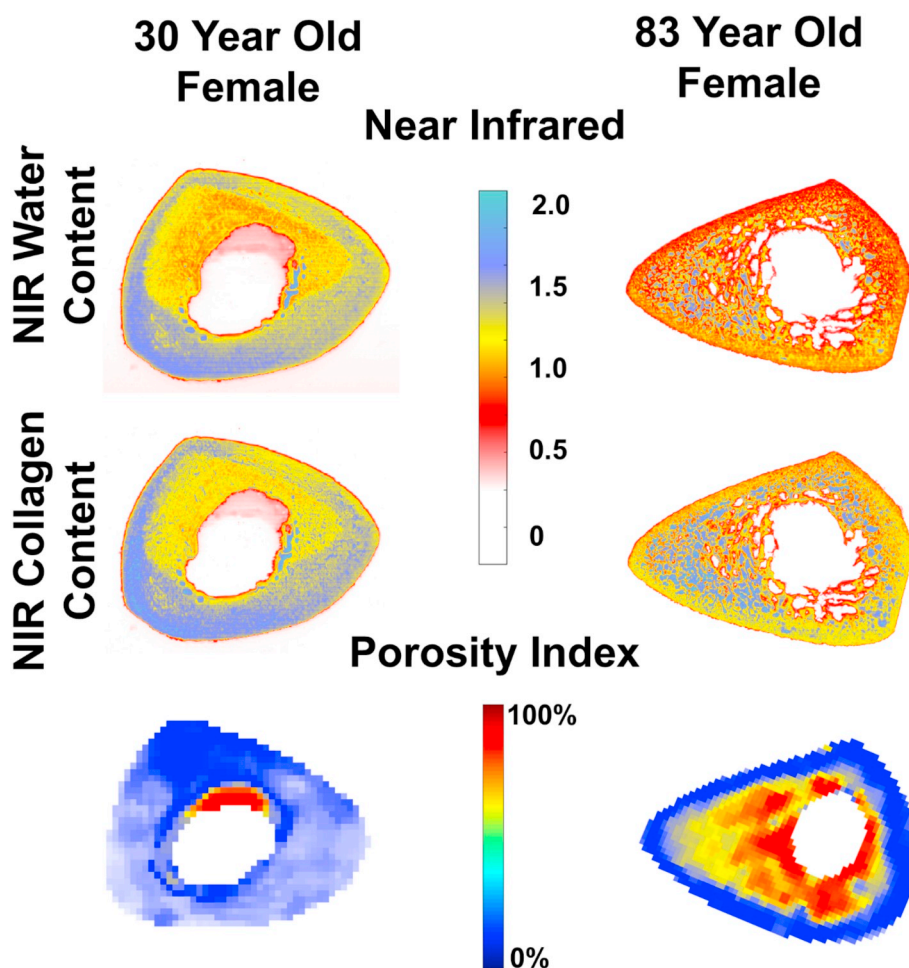 30 Year Old
Female
83 Year Old
Female
Near Infrared
NIR Water
Content
2.0
1.5
1.0
0.5
0
NIR Collagen
Content
Porosity Index
100%
0%